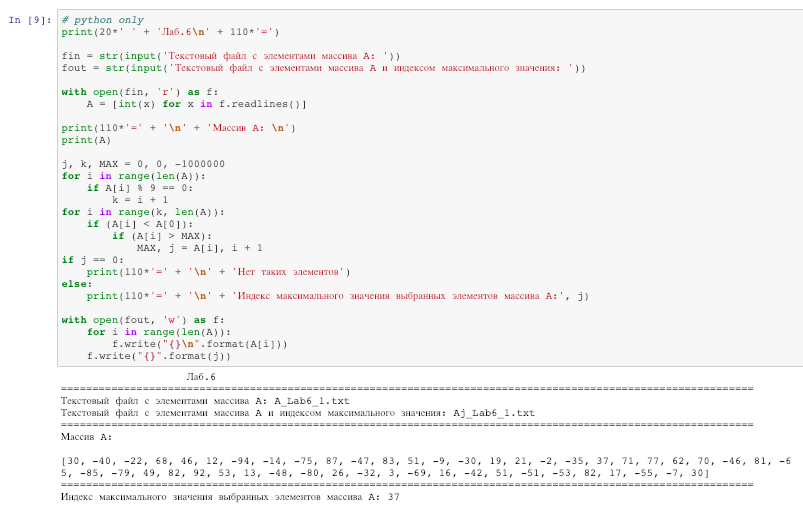 In [9]: # python only
print(20*' ' + 'Лаб.6\n' + 110*'=')
fin = str(input('Текстовый файл с элементами массива A: '))
fout = str(input('Текстовый файл с элементами массива A и индексом максимального значения: '))
with open(fin, 'r') as f:
    A = [int(x) for x in f.readlines()]
print(110*'=' + '\n' + 'Массив A: \n')
print(A)
j, k, MAX = 0, 0, -1000000
for i in range(len(A)):
    if A[i] % 9 == 0:
        k = i + 1
for i in range(k, len(A)):
    if (A[i] < A[0]):
        if (A[i] > MAX):
            MAX, j = A[i], i + 1
if j == 0:
    print(110*'=' + '\n' + 'Нет таких элементов')
else:
    print(110*'=' + '\n' + 'Индекс максимального значения выбранных элементов массива A:', j)
with open(fout, 'w') as f:
    for i in range(len(A)):
        f.write("{}\n".format(A[i]))
    f.write("{}".format(j))
Лаб.6
==============================================================================================================
Текстовый файл с элементами массива A: A_Lab6_1.txt
Текстовый файл с элементами массива A и индексом максимального значения: Aj_Lab6_1.txt
==============================================================================================================
Массив A:
[30, -40, -22, 68, 46, 12, -94, -14, -75, 87, -47, 83, 51, -9, -30, 19, 21, -2, -35, 37, 71, 77, 62, 70, -46, 81, -6
5, -85, -79, 49, 82, 92, 53, 13, -48, -80, 26, -32, 3, -69, 16, -42, 51, -51, -53, 82, 17, -55, -7, 30]
==============================================================================================================
Индекс максимального значения выбранных элементов массива A: 37